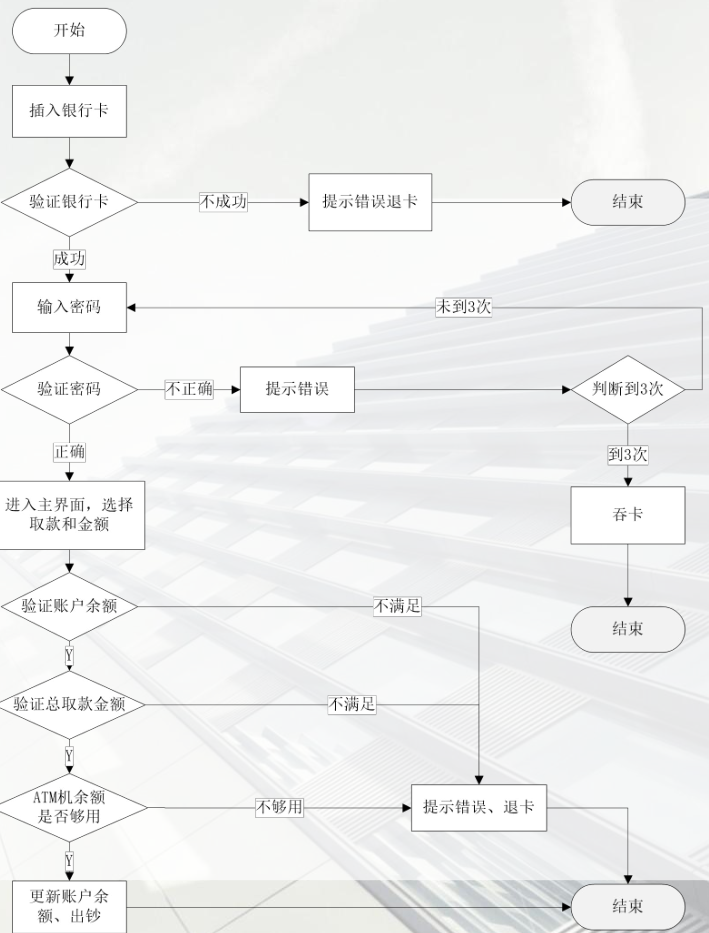 开始
插入银行卡
验证银行卡
不成功
提示错误退卡
结束
成功
输入密码
未到3次
验证密码
不正确
提示错误
判断到3次
正确
到3次
进入主界面，选择
取款和金额
吞卡
验证账户余额
不满足
结束
Y
验证总取款金额
不满足
Y
ATM机余额
是否够用
不够用
提示错误、退卡
Y
更新账户余
额、出钞
结束